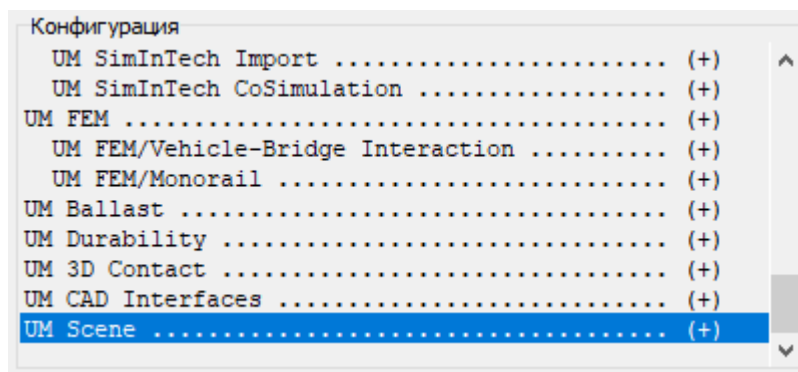 Конфигурация
UM SimInTech Import ........................ (+)
UM SimInTech CoSimulation .................. (+)
UM FEM ....................................... (+)
UM FEM/Vehicle-Bridge Interaction .......... (+)
UM FEM/Monorail ............................ (+)
UM Ballast ................................... (+)
UM Durability ................................ (+)
UM 3D Contact ................................ (+)
UM CAD Interfaces ............................ (+)
UM Scene ..................................... (+)